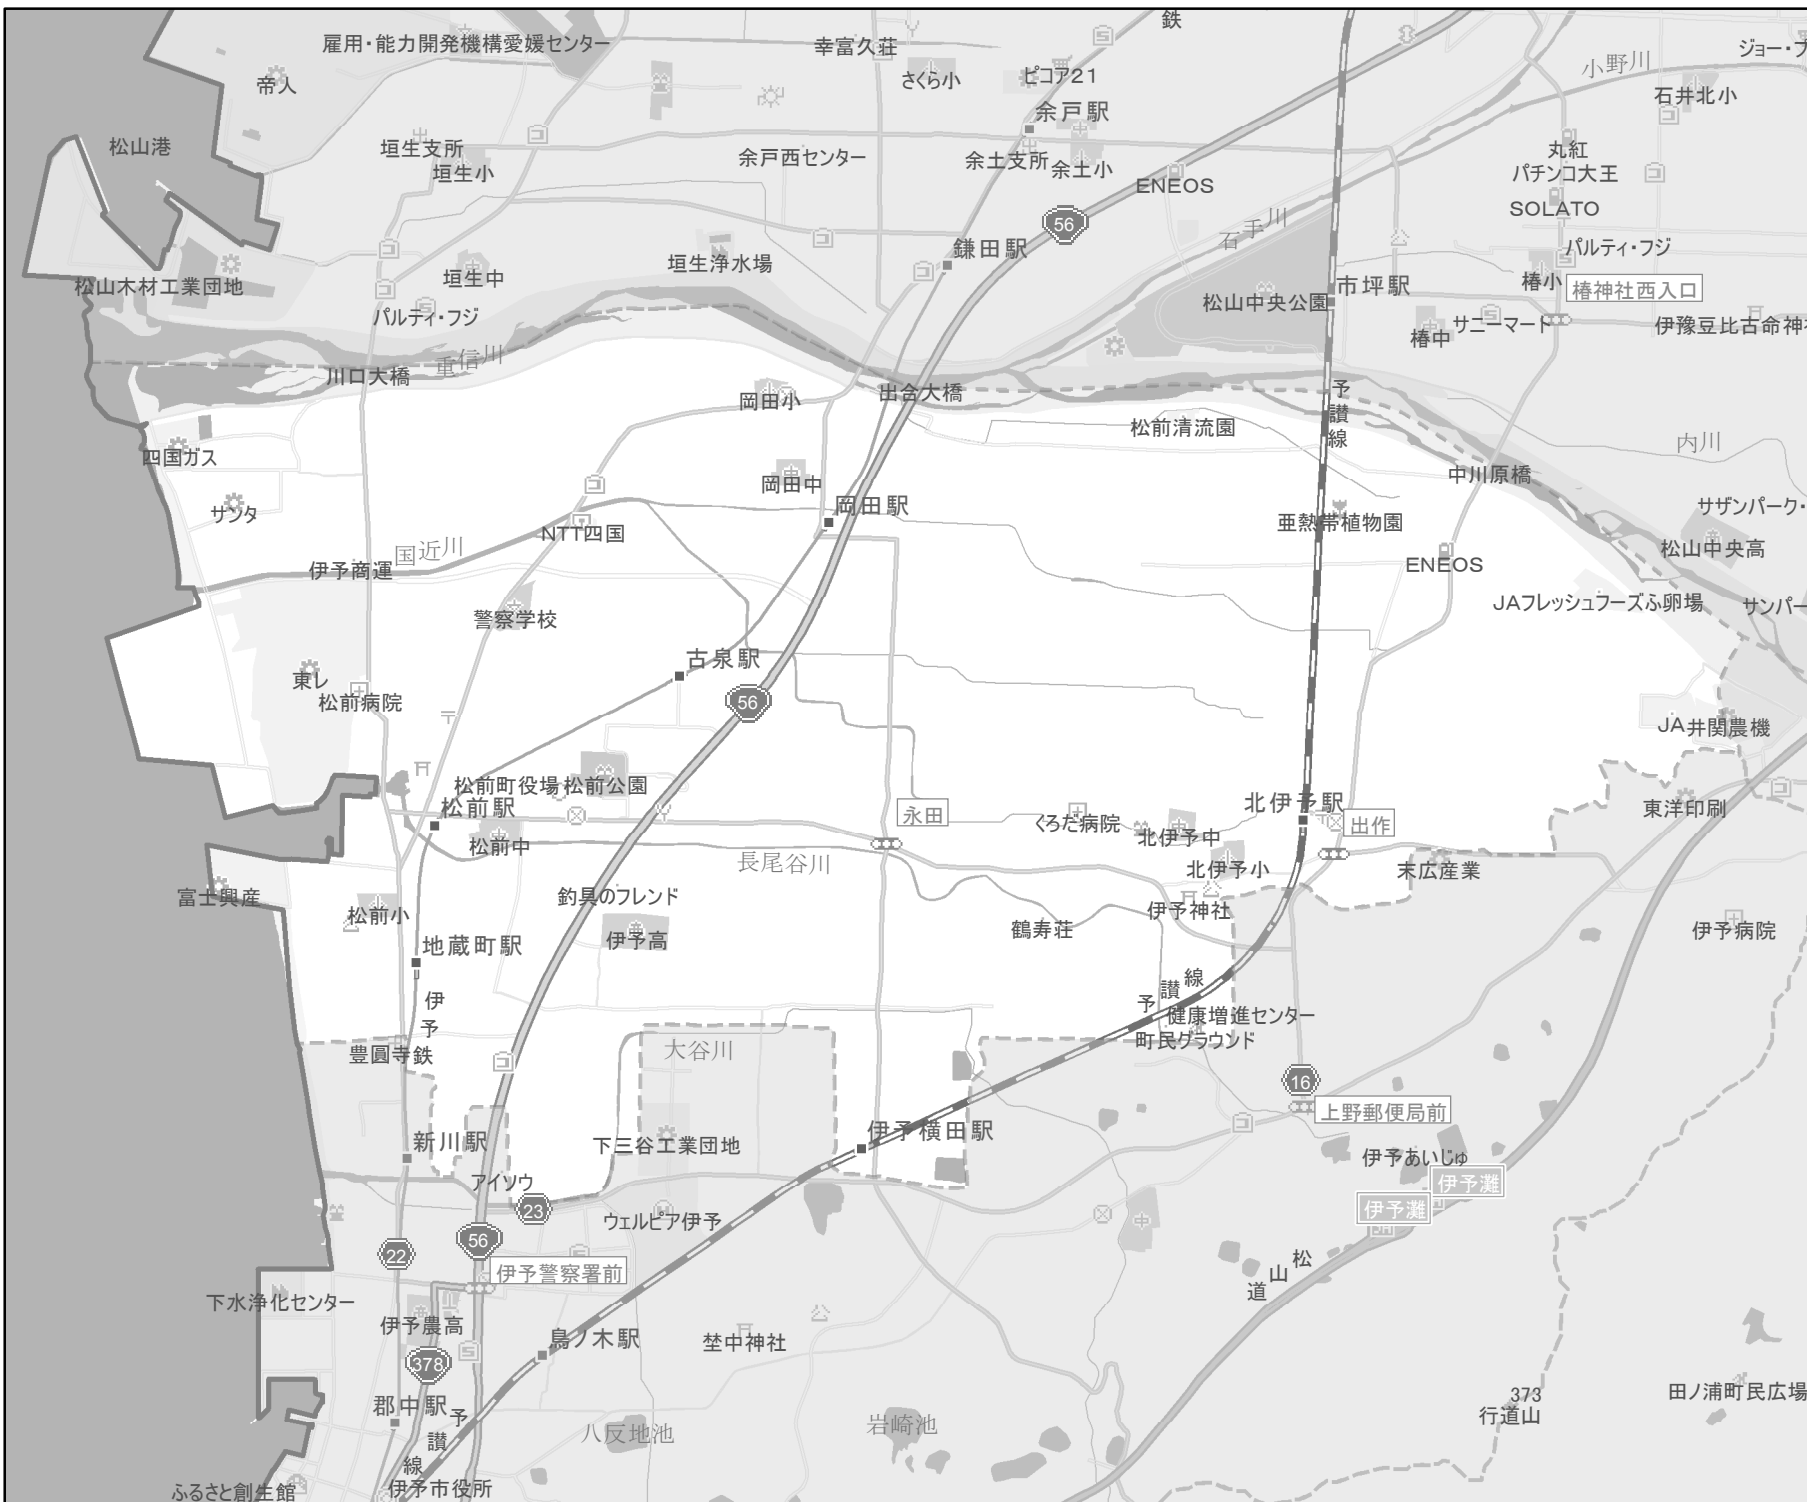 鉄
雇用・能力開発機構愛媛センター
幸富久荘
ジョー・プ
小野川
帝人
さくら小
ピコア21
石井北小
余戸駅
松山港
垣生支所
垣生小
余戸西センター
余土支所
余土小
丸紅
パチンコ大王
ENEOS
SOLATO
56
石手川
鎌田駅
パルティ・フジ
垣生浄水場
垣生中
松山木材工業団地
椿小
市坪駅
椿神社西入口
松山中央公園
パルティ・フジ
椿中
サニーマート
伊豫豆比古命神社
重信川
川口大橋
出合大橋
予讃線
岡田小
松前清流園
内川
四国ガス
中川原橋
岡田中
岡田駅
サザンパーク・
サンタ
亜熱帯植物園
NTT四国
国近川
松山中央高
伊予商運
ENEOS
JAフレッシュフーズふ卵場
サンパー
警察学校
古泉駅
東レ
松前病院
56
JA井関農機
松前町役場
松前公園
松前駅
永田
北伊予駅
東洋印刷
くろだ病院
北伊予中
出作
松前中
長尾谷川
北伊予小
末広産業
富士興産
釣具のフレンド
松前小
伊予神社
鶴寿荘
伊予病院
伊予高
地蔵町駅
伊予鉄
予讃線
健康増進センター
町民グラウンド
豊圓寺
大谷川
16
上野郵便局前
新川駅
下三谷工業団地
伊予横田駅
伊予あいじゅ
アイソウ
伊予灘
伊予灘
23
ウェルピア伊予
56
22
伊予警察署前
松山道
下水浄化センター
伊予農高
鳥ノ木駅
埜中神社
378
373
行道山
田ノ浦町民広場
郡中駅
予讃線
八反地池
岩崎池
伊予市役所
ふるさと創生館